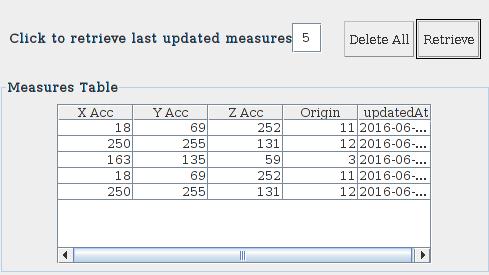 Click to retrieve last updated measures 5 Delete All Retrieve
Measures Table
X Acc Y Acc Z Acc Origin updatedAt
18 69 252 11 2016-06-...
250 255 131 12 2016-06-...
163 135 59 3 2016-06-...
18 69 252 11 2016-06-...
250 255 131 12 2016-06-...